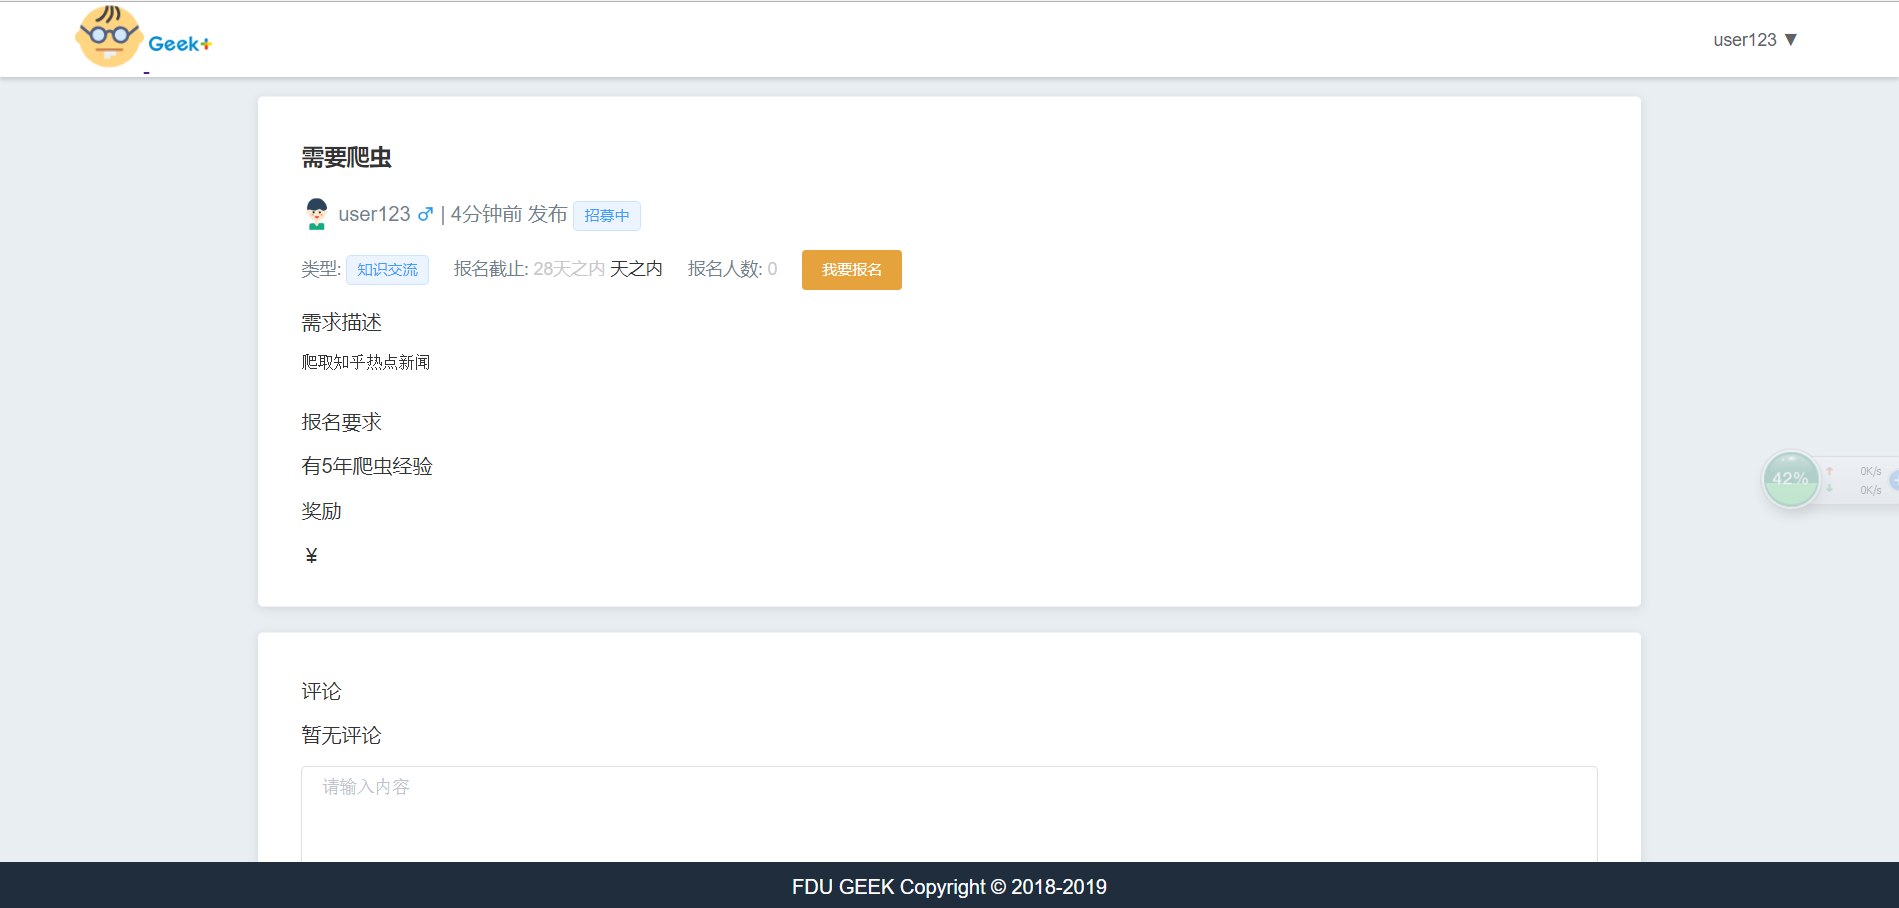 Geek+
user123 ▼
需要爬虫
user123 ♂ | 4分钟前 发布 招募中
类型: 知识交流 报名截止: 28天之内 天之内 报名人数: 0 我要报名
需求描述
爬取知乎热点新闻
报名要求
有5年爬虫经验
奖励
¥
42% ↑ 0K/s
↓ 0K/s
评论
暂无评论
请输入内容
FDU GEEK Copyright © 2018-2019